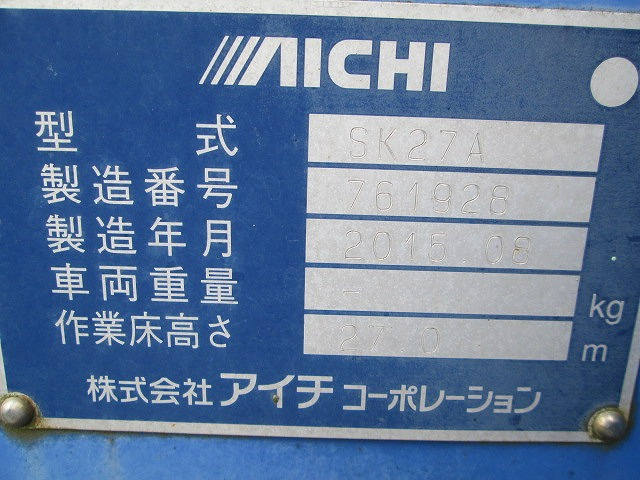 AICHI
型式 SK27A
製造番号 761928
製造年月 2015.08
車両重量 - kg
作業床高さ 27.0 m
株式会社アイチコーポレーション